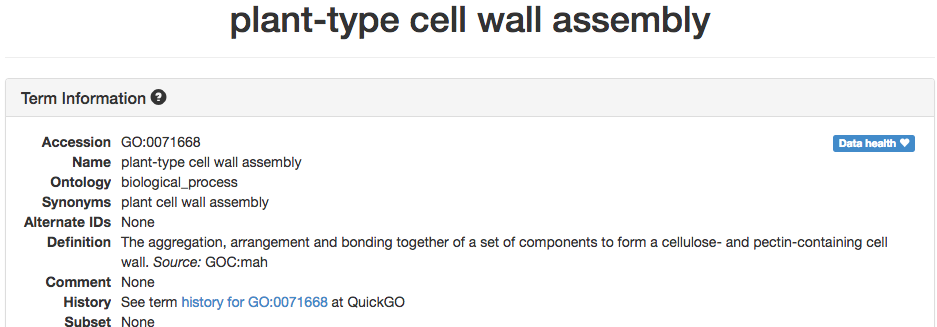 plant-type cell wall assembly
Term Information
Accession GO:0071668
Data health
Name plant-type cell wall assembly
Ontology biological_process
Synonyms plant cell wall assembly
Alternate IDs None
Definition The aggregation, arrangement and bonding together of a set of components to form a cellulose- and pectin-containing cell
wall. Source: GOC:mah
Comment None
History See term history for GO:0071668 at QuickGO
Subset None